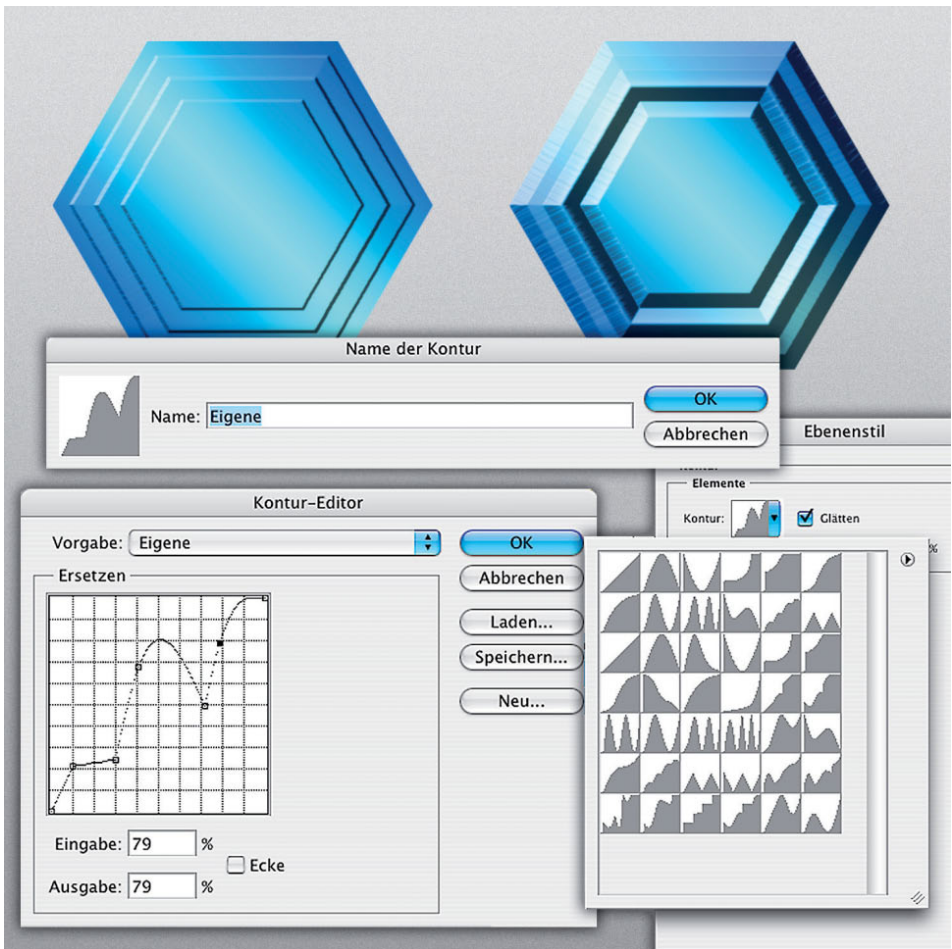 Name der Kontur
Name: Eigene
OK
Abbrechen
Ebenenstil
Elemente
Kontur:
Glätten
%
Kontur-Editor
Vorgabe: Eigene
OK
Abbrechen
Laden...
Speichern...
Neu...
Ersetzen
Eingabe: 79 %
Ecke
Ausgabe: 79 %